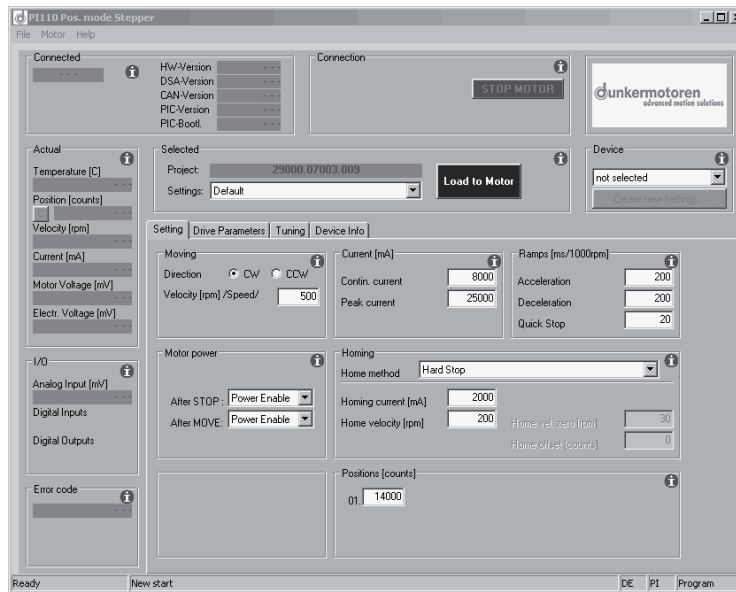 PI110 Pos. mode Stepper
File Motor Help
Connected
- - -
HW-Version - - -
DSA-Version - - -
CAN-Version - - -
PIC-Version - - -
PIC-Bootl. - - -
Connection
STOP MOTOR
dunkermotoren
advanced motion solutions
Actual
Temperature [C]
- - -
Position [counts]
C - - -
Velocity [rpm]
- - -
Current [mA]
- - -
Motor Voltage [mV]
- - -
Electr. Voltage [mV]
- - -
Selected
Project: 29000.07003.009
Settings: Default
Load to Motor
Device
not selected
Create new Settings...
Setting Drive Parameters Tuning Device Info
Moving
Direction CW CCW
Velocity [rpm] /Speed/ 500
Current [mA]
Contin. current 8000
Peak current 25000
Ramps [ms/1000rpm]
Acceleration 200
Deceleration 200
Quick Stop 20
I/O
Analog Input [mV]
- - -
Digital Inputs
Digital Outputs
Motor power
After STOP : Power Enable
After MOVE: Power Enable
Homing
Home method Hard Stop
Homing current [mA] 2000
Home velocity [rpm] 200
Home vel. zero [rpm] 30
Home offset [counts] 0
Error code
- - -
Positions [counts]
01. 14000
Ready New start DE PI Program